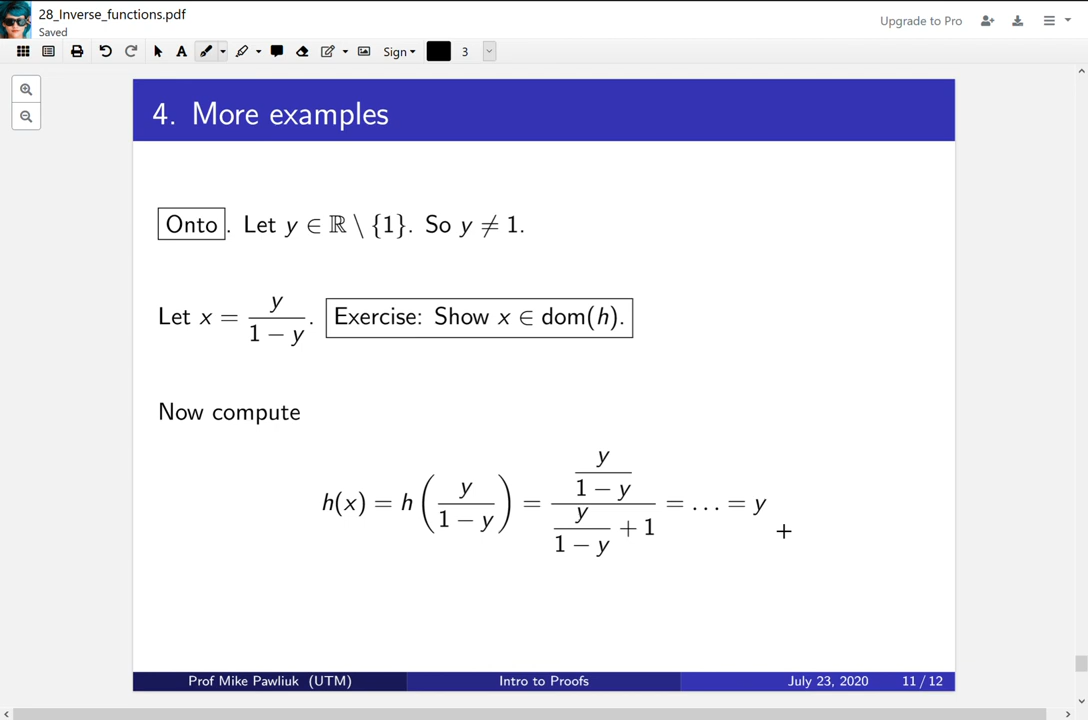 28_Inverse_functions.pdf
Saved
Upgrade to Pro
A
Sign
3
4. More examples
Onto. Let y ∈ ℝ \ {1}. So y ≠ 1.
Let x = y/(1 − y). Exercise: Show x ∈ dom(h).
Now compute
h(x) = h(y/(1 − y)) = (y/(1 − y))/(y/(1 − y) + 1) = ... = y
Prof Mike Pawliuk (UTM) Intro to Proofs July 23, 2020 11 / 12